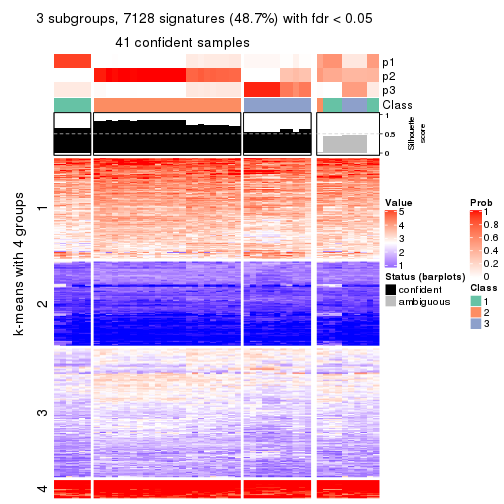 3 subgroups, 7128 signatures (48.7%) with fdr < 0.05
41 confident samples
p1
p2
p3
Class
1
0.5
0
Silhouette
score
k-means with 4 groups
1
2
3
4
Value
5
4
3
2
1
Status (barplots)
confident
ambiguous
Prob
1
0.8
0.6
0.4
0.2
0
Class
1
2
3